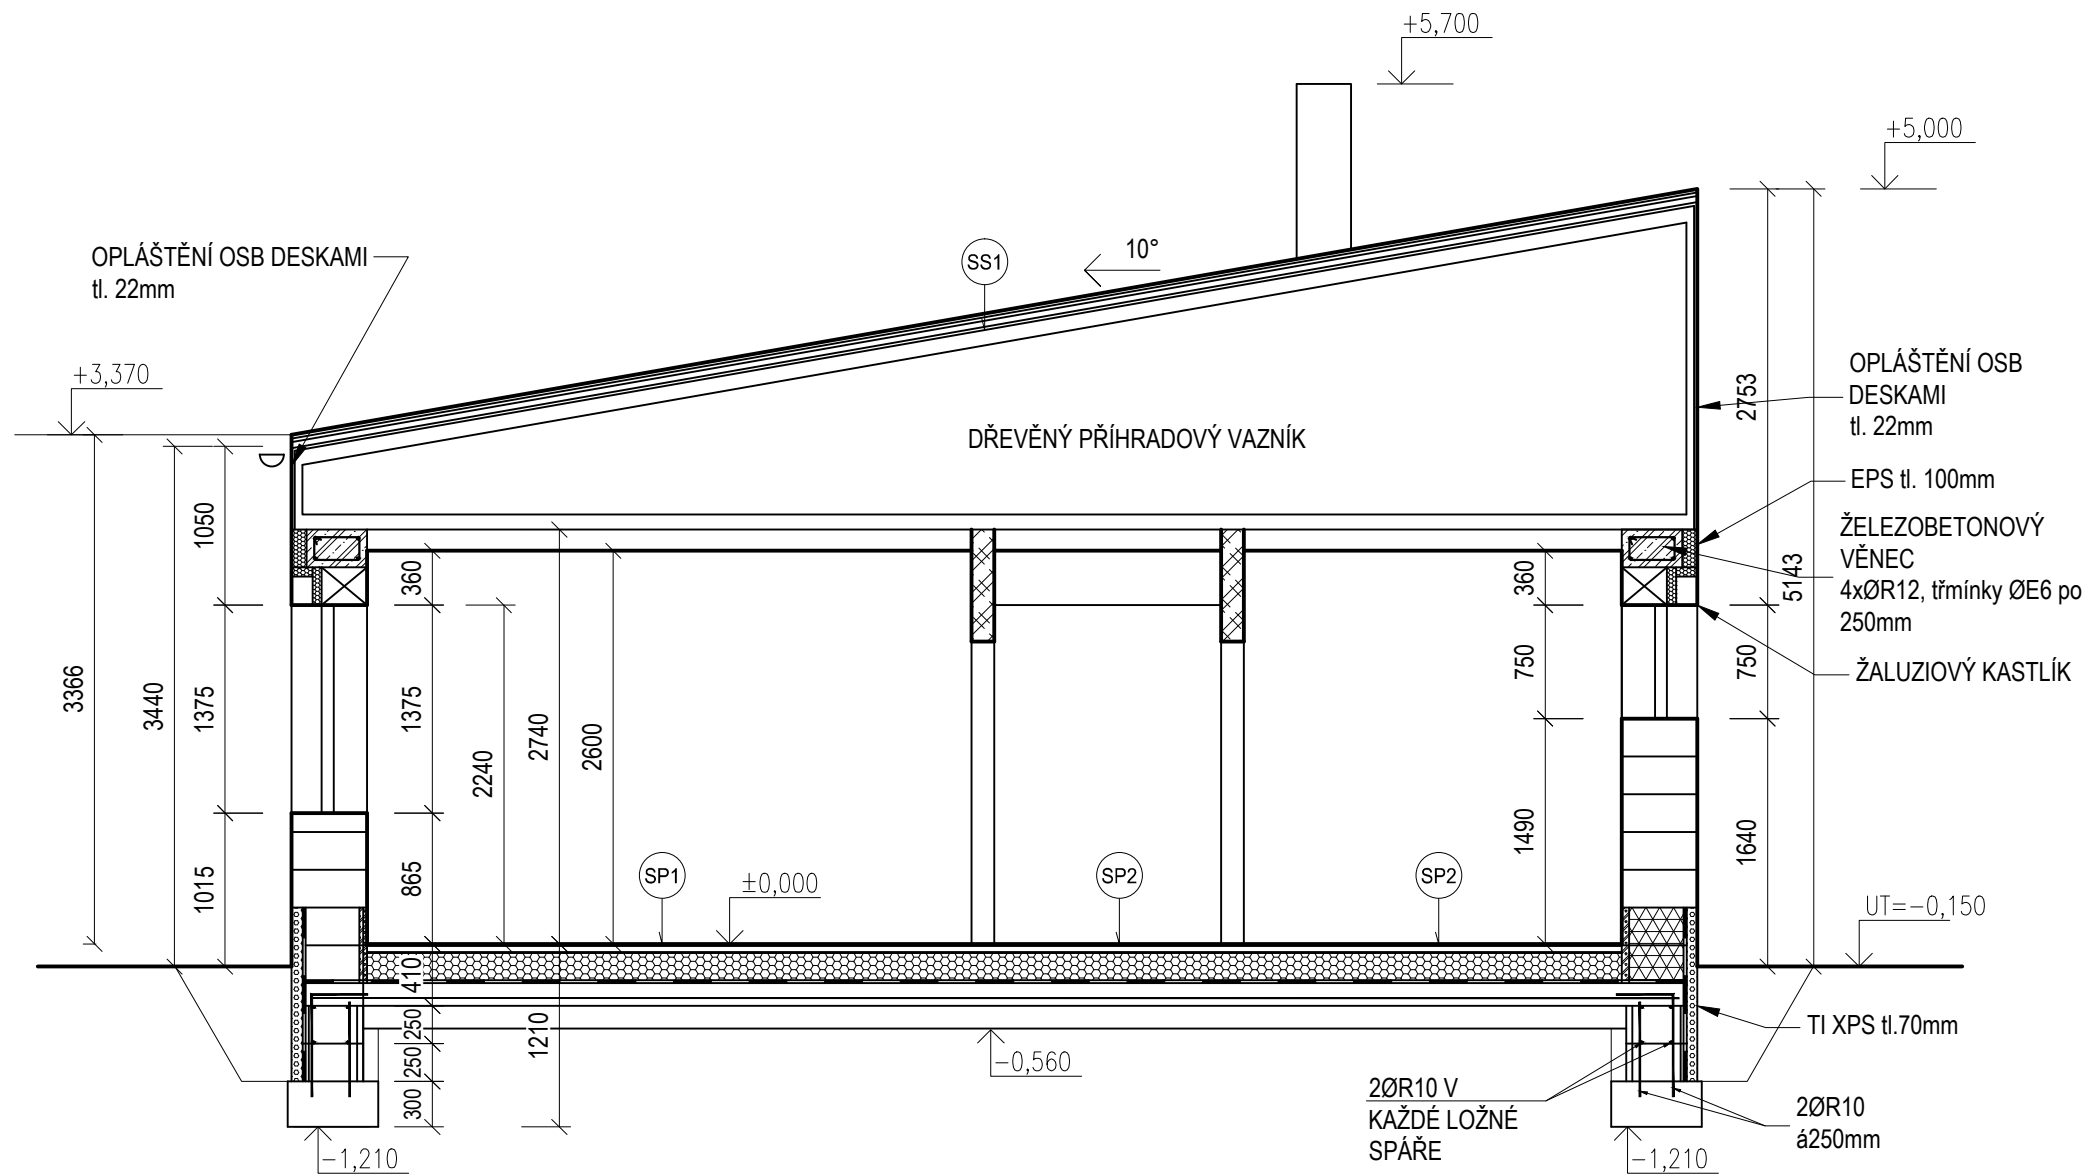 +5,700
+5,000
OPLÁŠTĚNÍ OSB DESKAMI
tl. 22mm
SS1
10°
+3,370
DŘEVĚNÝ PŘÍHRADOVÝ VAZNÍK
2753
OPLÁŠTĚNÍ OSB
DESKAMI
tl. 22mm
EPS tl. 100mm
ŽELEZOBETONOVÝ
VĚNEC
4xØR12, třmínky ØE6 po
250mm
ŽALUZIOVÝ KASTLÍK
3366
3440
1050
1375
1015
360
1375
865
410
250
250
300
2240
2740
1210
2600
360
750
1490
750
1640
5143
SP1
±0,000
SP2
SP2
UT=−0,150
−0,560
TI XPS tl.70mm
2ØR10 V
KAŽDÉ LOŽNÉ
SPÁŘE
2ØR10
á250mm
−1,210
−1,210